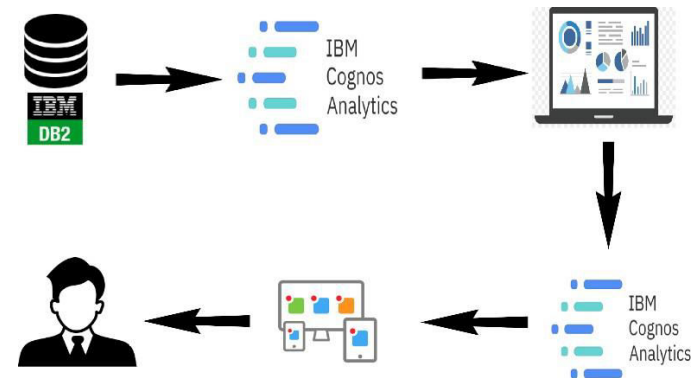 IBM
Cognos
Analytics
IBM
DB2
IBM
Cognos
Analytics